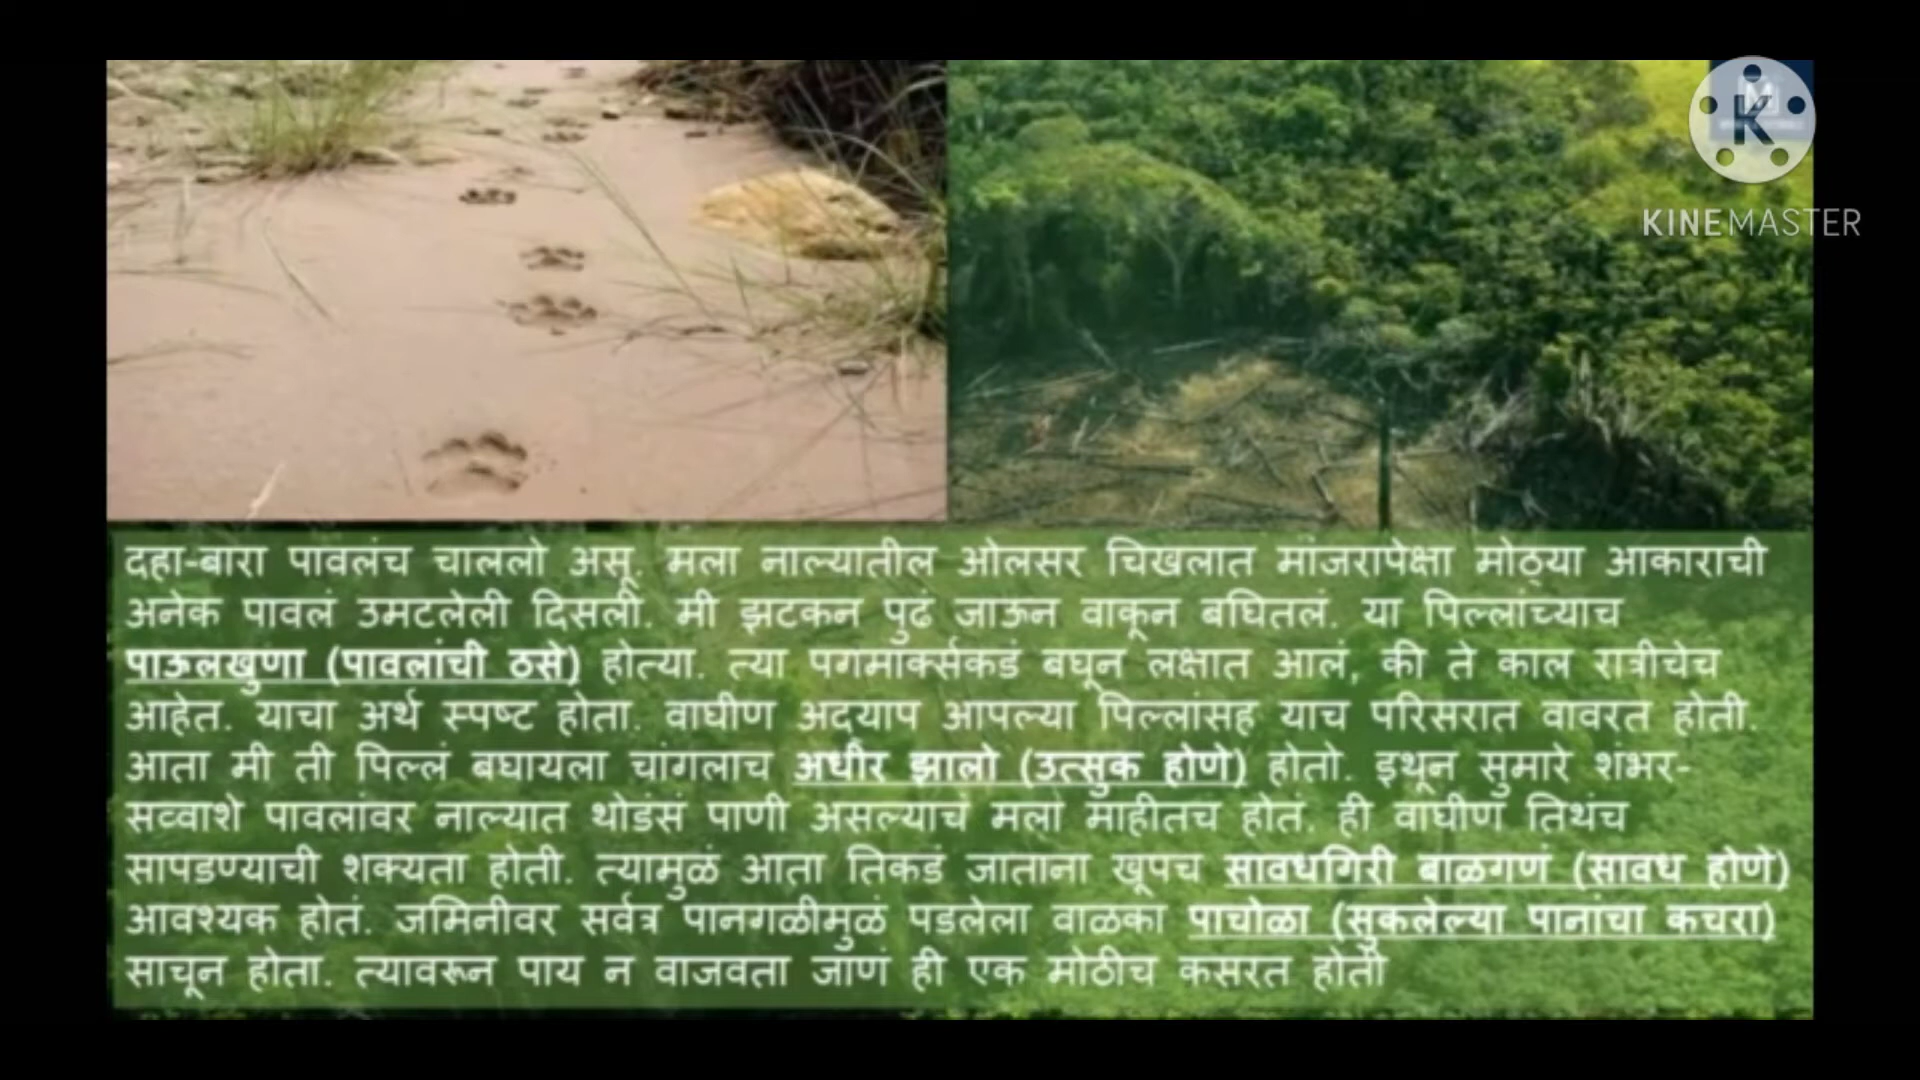 KINEMASTER
दहा-बारा पावलंच चाललो असू. मला नाल्यातील ओलसर चिखलात मांजरापेक्षा मोठ्या आकाराची
अनेक पावलं उमटलेली दिसली. मी झटकन पुढं जाऊन वाकून बघितलं. या पिल्लांच्याच
पाऊलखुणा (पावलांची ठसे) होत्या. त्या पगमार्क्सकडं बघून लक्षात आलं, की ते काल रात्रीचेच
आहेत. याचा अर्थ स्पष्ट होता. वाघीण अद्याप आपल्या पिल्लांसह याच परिसरात वावरत होती.
आता मी ती पिल्लं बघायला चांगलाच अधीर झालो (उत्सुक होणे) होतो. इथून सुमारे शंभर-
सव्वाशे पावलांवर नाल्यात थोडंसं पाणी असल्याचं मला माहीतच होतं. ही वाघीण तिथंच
सापडण्याची शक्यता होती. त्यामुळं आता तिकडं जाताना खूपच सावधगिरी बाळगणं (सावध होणे)
आवश्यक होतं. जमिनीवर सर्वत्र पानगळीमुळं पडलेला वाळका पाचोळा (सुकलेल्या पानांचा कचरा)
साचून होता. त्यावरून पाय न वाजवता जाणं ही एक मोठीच कसरत होती